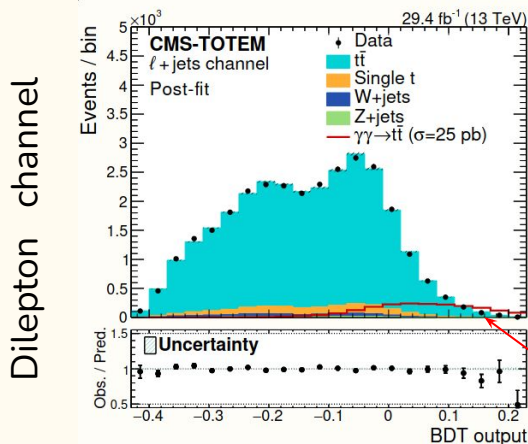 Dilepton channel
×10³
29.4 fb⁻¹ (13 TeV)
Events / bin
5
4.5
4
3.5
3
2.5
2
1.5
1
0.5
0
CMS-TOTEM
ℓ+jets channel
Post-fit
Data
tt̄
Single t
W+jets
Z+jets
γγ→tt̄ (σ=25 pb)
Obs. / Pred.
1.5
1
0.5
Uncertainty
−0.4 −0.3 −0.2 −0.1 0 0.1 0.2
BDT output